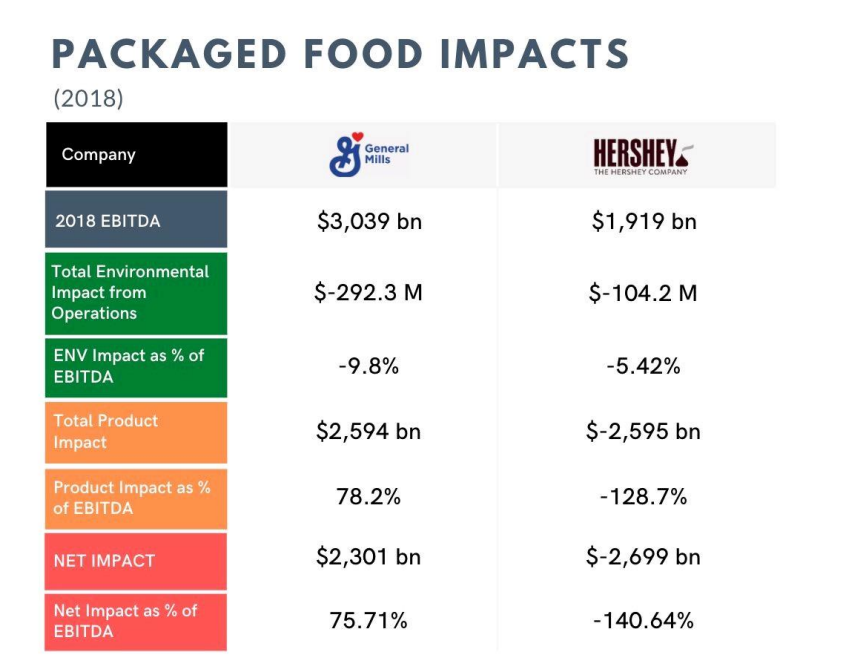 PACKAGED FOOD IMPACTS
(2018)
Company
General
Mills
HERSHEY
THE HERSHEY COMPANY
2018 EBITDA
$3,039 bn
$1,919 bn
Total Environmental
Impact from
Operations
$-292.3 M
$-104.2 M
ENV Impact as % of
EBITDA
-9.8%
-5.42%
Total Product
Impact
$2,594 bn
$-2,595 bn
Product Impact as %
of EBITDA
78.2%
-128.7%
NET IMPACT
$2,301 bn
$-2,699 bn
Net Impact as % of
EBITDA
75.71%
-140.64%